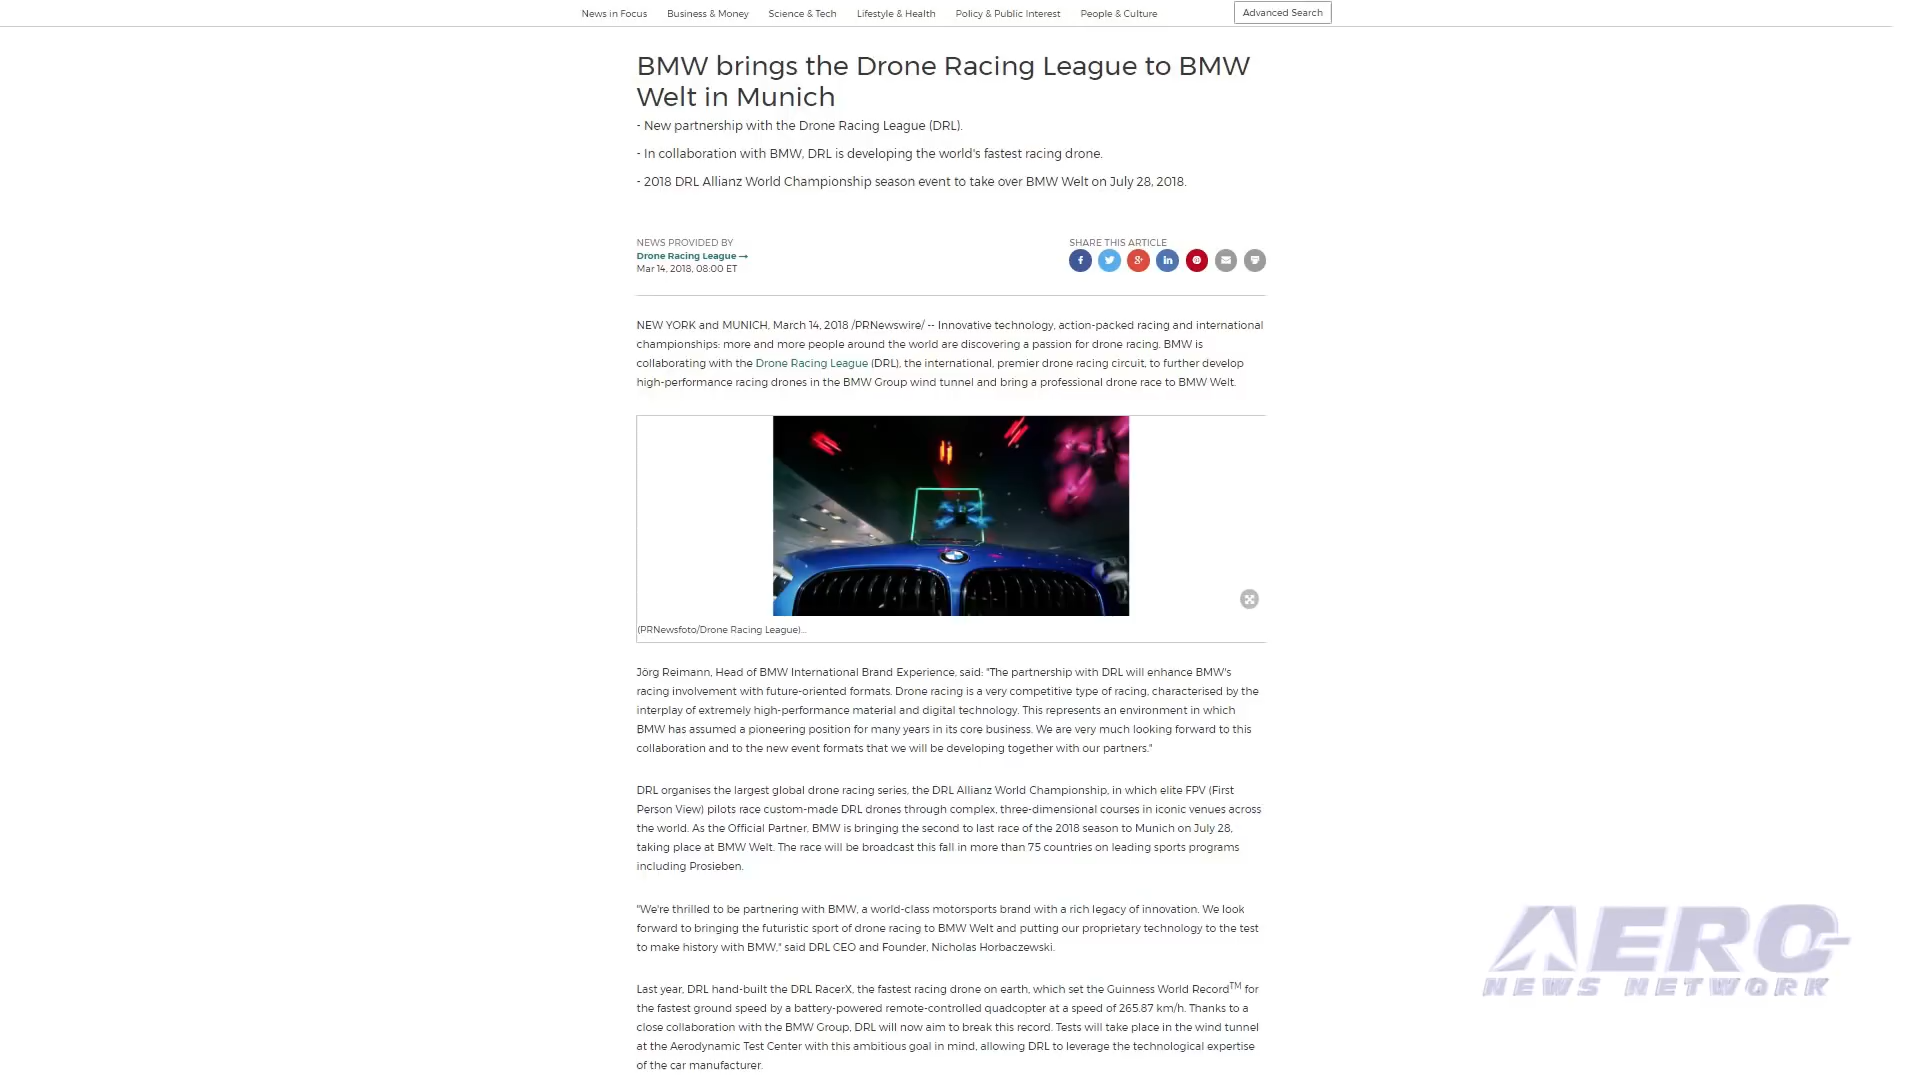 News in Focus Business & Money Science & Tech Lifestyle & Health Policy & Public Interest People & Culture Advanced Search
BMW brings the Drone Racing League to BMW
Welt in Munich
- New partnership with the Drone Racing League (DRL).
- In collaboration with BMW, DRL is developing the world's fastest racing drone.
- 2018 DRL Allianz World Championship season event to take over BMW Welt on July 28, 2018.
NEWS PROVIDED BY
Drone Racing League →
Mar 14, 2018, 08:00 ET
SHARE THIS ARTICLE
NEW YORK and MUNICH, March 14, 2018 /PRNewswire/ -- Innovative technology, action-packed racing and international
championships: more and more people around the world are discovering a passion for drone racing. BMW is
collaborating with the Drone Racing League (DRL), the international, premier drone racing circuit, to further develop
high-performance racing drones in the BMW Group wind tunnel and bring a professional drone race to BMW Welt.
(PRNewsfoto/Drone Racing League)...
Jörg Reimann, Head of BMW International Brand Experience, said: "The partnership with DRL will enhance BMW's
racing involvement with future-oriented formats. Drone racing is a very competitive type of racing, characterised by the
interplay of extremely high-performance material and digital technology. This represents an environment in which
BMW has assumed a pioneering position for many years in its core business. We are very much looking forward to this
collaboration and to the new event formats that we will be developing together with our partners."
DRL organises the largest global drone racing series, the DRL Allianz World Championship, in which elite FPV (First
Person View) pilots race custom-made DRL drones through complex, three-dimensional courses in iconic venues across
the world. As the Official Partner, BMW is bringing the second to last race of the 2018 season to Munich on July 28,
taking place at BMW Welt. The race will be broadcast this fall in more than 75 countries on leading sports programs
including Prosieben.
"We're thrilled to be partnering with BMW, a world-class motorsports brand with a rich legacy of innovation. We look
forward to bringing the futuristic sport of drone racing to BMW Welt and putting our proprietary technology to the test
to make history with BMW," said DRL CEO and Founder, Nicholas Horbaczewski.
Last year, DRL hand-built the DRL RacerX, the fastest racing drone on earth, which set the Guinness World Record™ for
the fastest ground speed by a battery-powered remote-controlled quadcopter at a speed of 265.87 km/h. Thanks to a
close collaboration with the BMW Group, DRL will now aim to break this record. Tests will take place in the wind tunnel
at the Aerodynamic Test Center with this ambitious goal in mind, allowing DRL to leverage the technological expertise
of the car manufacturer.
AERO-
NEWS NETWORK